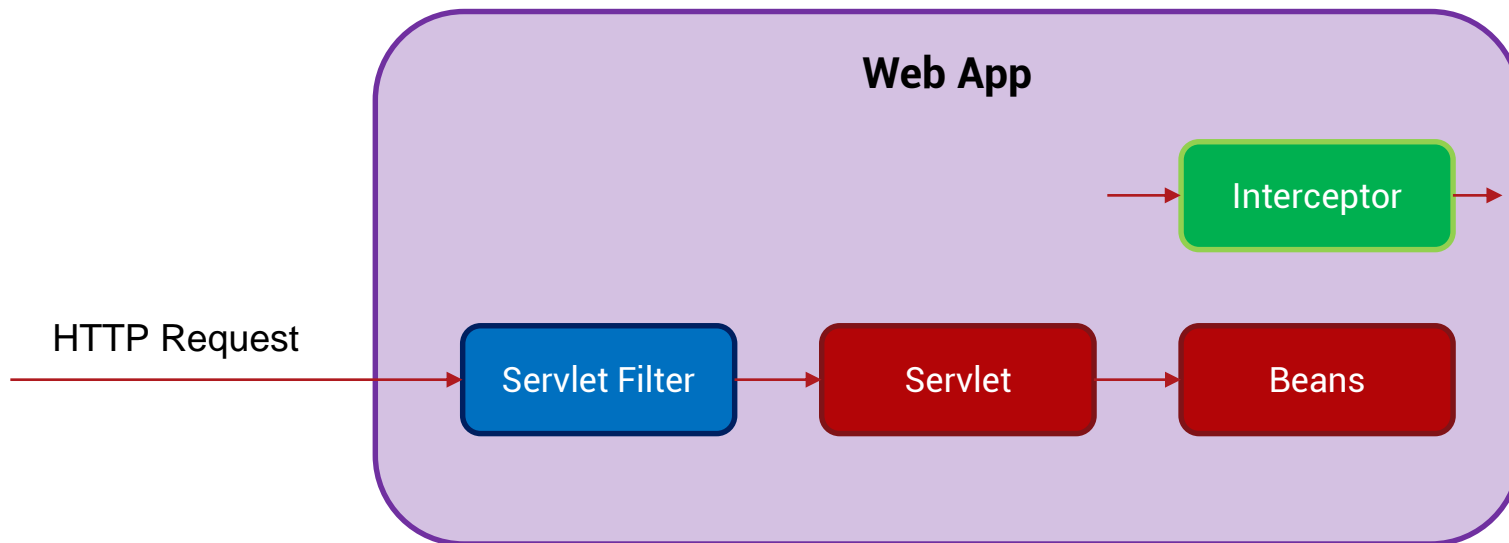 Web App
Interceptor
HTTP Request
Servlet Filter
Servlet
Beans